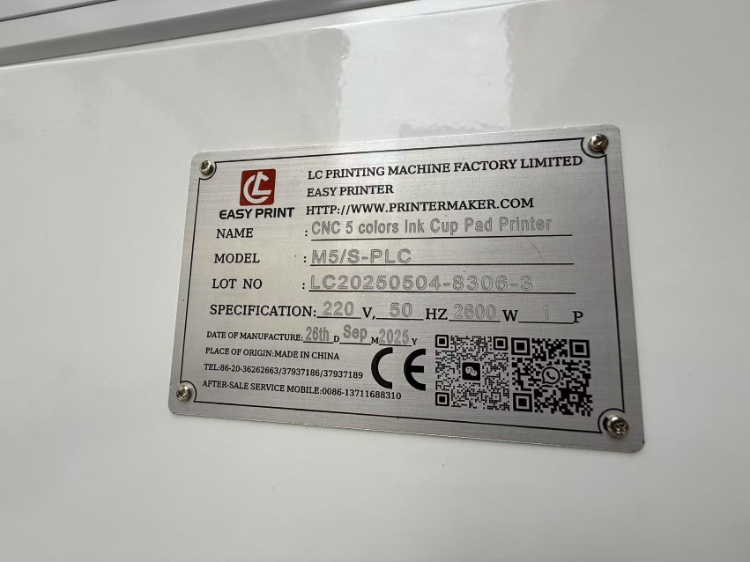 LC PRINTING MACHINE FACTORY LIMITED
EASY PRINTER
HTTP://WWW.PRINTERMAKER.COM
LC
EASY PRINT
NAME :CNC 5 colors Ink Cup Pad Printer
MODEL :M5/S-PLC
LOT NO :LC20250504-8306-3
SPECIFICATION:220 V,50 HZ 2600 W 1 P
DATE OF MANUFACTURE:26th D Sep M 2025 Y
PLACE OF ORIGIN:MADE IN CHINA
TEL:86-20-36262663/37937186/37937189
AFTER-SALE SERVICE MOBILE:0086-13711688310
CE